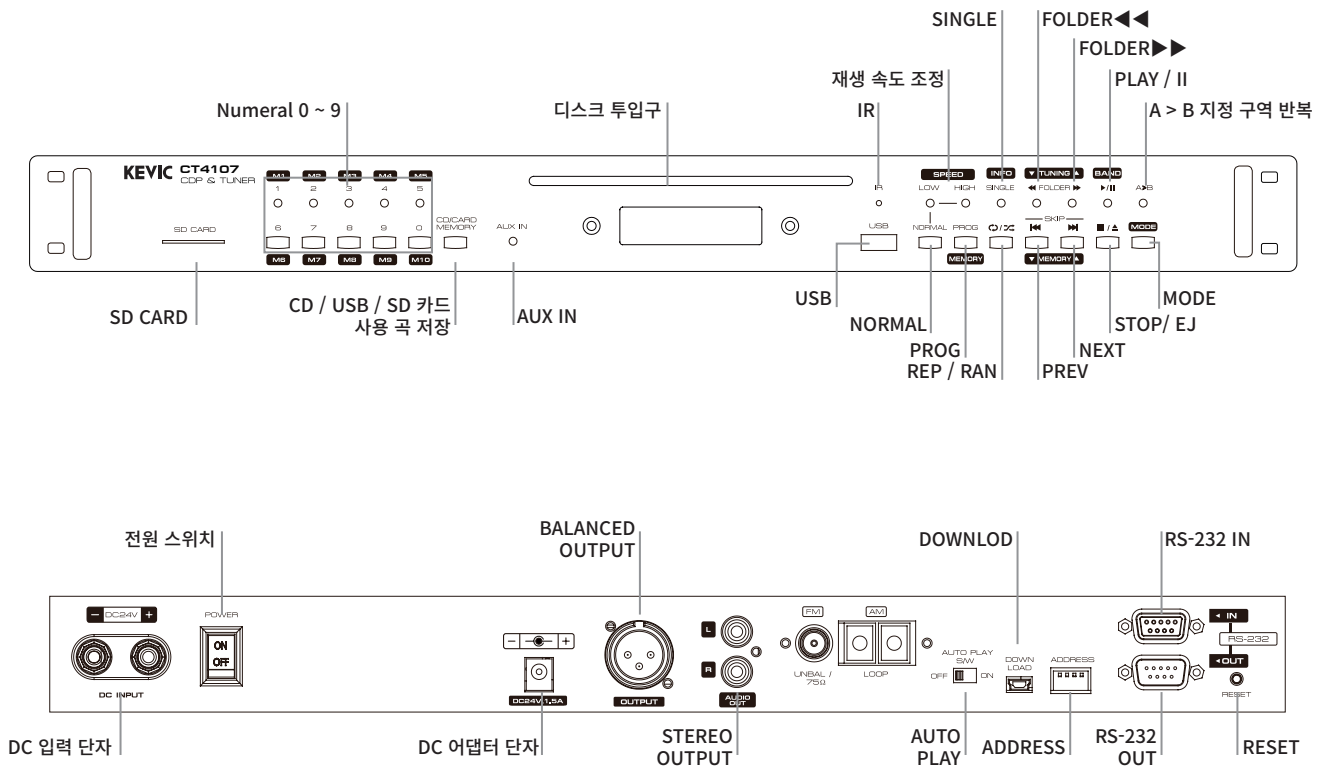 SINGLE
FOLDER◀◀
FOLDER▶▶
재생 속도 조정
PLAY / II
Numeral 0 ~ 9
디스크 투입구
IR
A > B 지정 구역 반복
KEVIC CT4107
CDP & TUNER
M1 M2 M3 M4 M5
1 2 3 4 5
6 7 8 9 0
M6 M7 M8 M9 M10
SD CARD
CD/CARD
MEMORY
AUX IN
IR
USB
SPEED INFO ▼ TUNING ▲ BAND
LOW HIGH SINGLE ◀◀ FOLDER ▶▶ ▶/II A>B
SKIP
NORMAL PROG
MODE
MEMORY ▼ MEMORY ▲
SD CARD
CD / USB / SD 카드
사용 곡 저장
AUX IN
USB
NORMAL
PROG
REP / RAN
PREV
NEXT
STOP/ EJ
MODE
전원 스위치
BALANCED
OUTPUT
DOWNLOD
RS-232 IN
− DC24V +
POWER
ON
OFF
DC INPUT
− +
DC24V 1.5A
OUTPUT
L
R
AUDIO
OUT
FM
AM
UNBAL /
75Ω
LOOP
AUTO PLAY
S/W
OFF ON
DOWN
LOAD
ADDRESS
◀ IN
RS-232
◀OUT
RESET
DC 입력 단자
DC 어댑터 단자
STEREO
OUTPUT
AUTO
PLAY
ADDRESS
RS-232
OUT
RESET